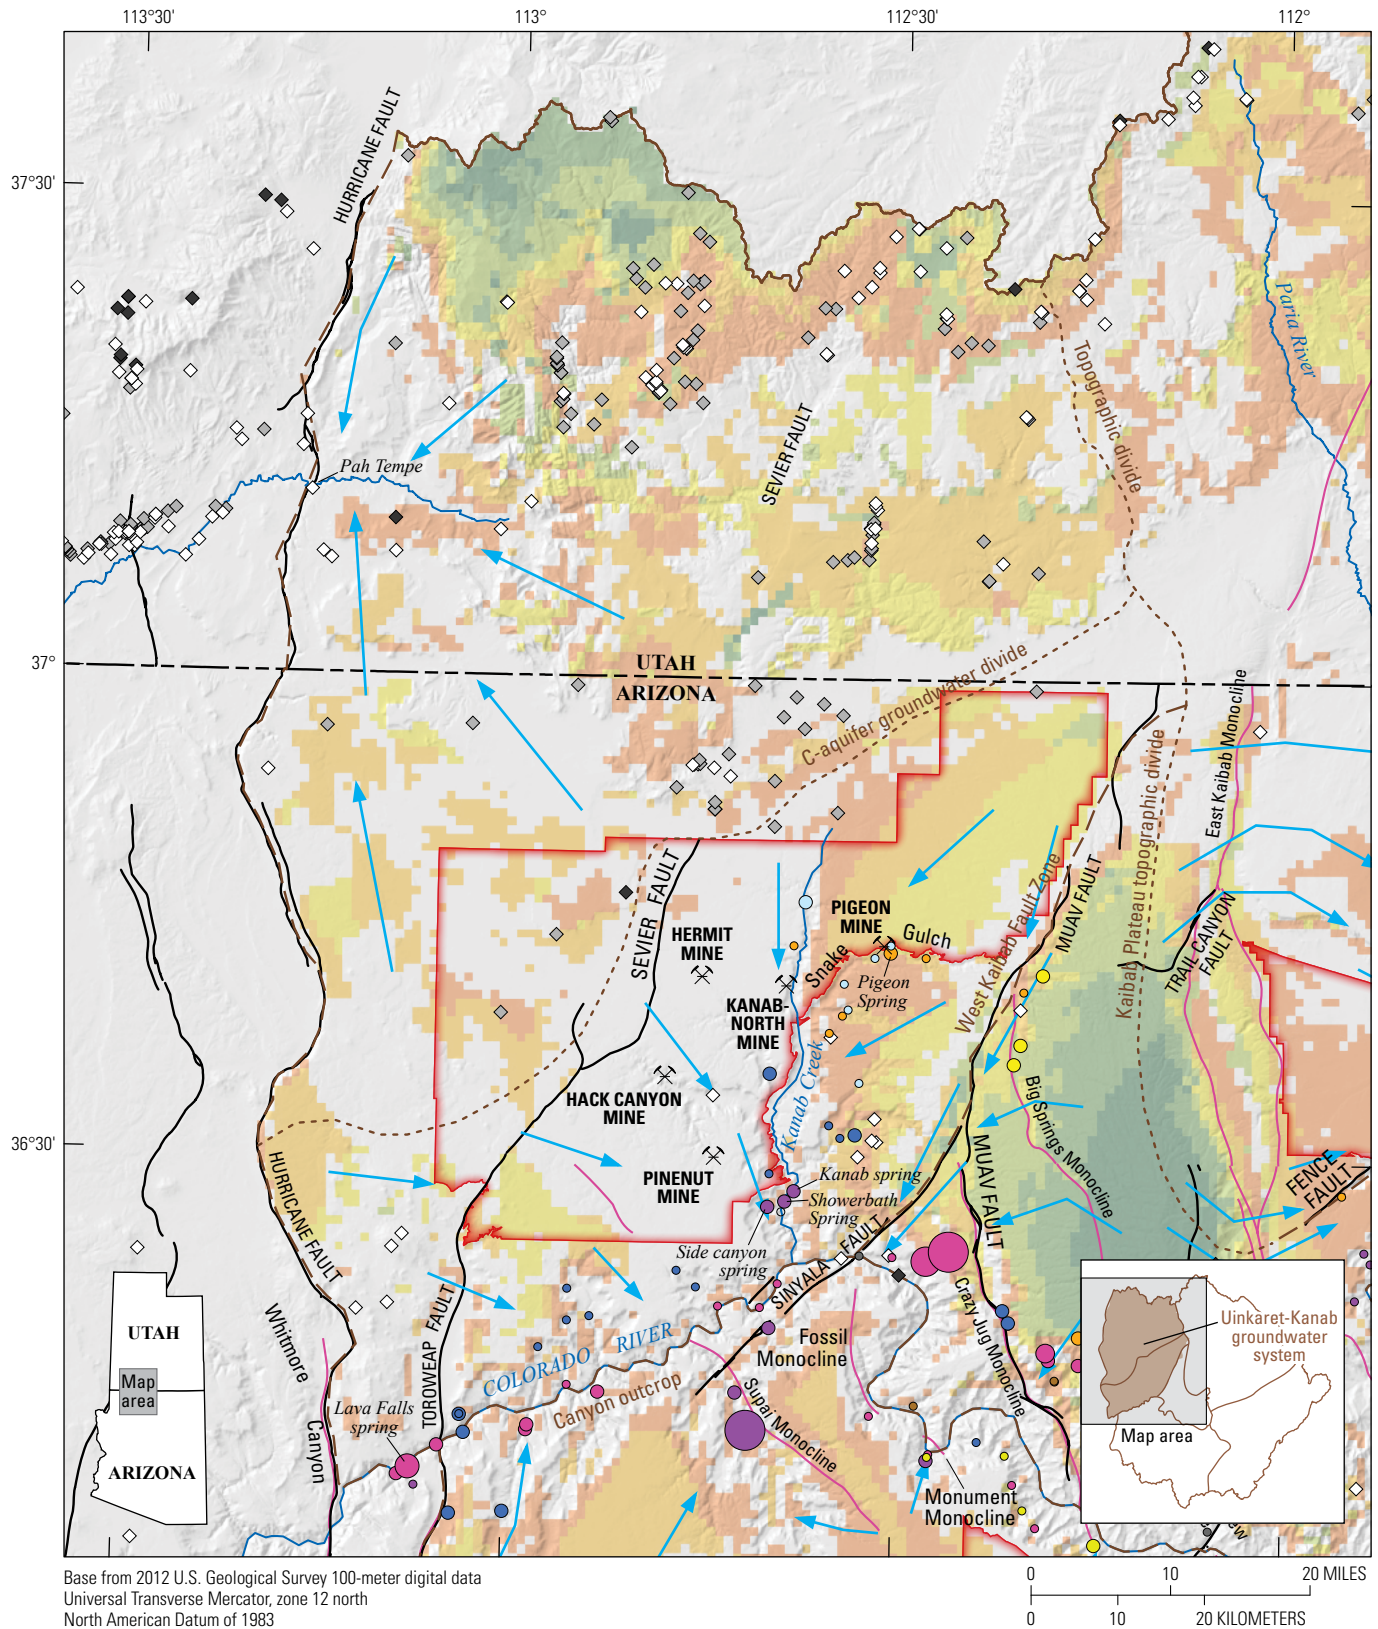 113°30'
113°
112°30'
112°
37°30'
37°
36°30'
HURRICANE FAULT
Paria River
Topographic divide
SEVIER FAULT
Pah Tempe
UTAH
ARIZONA
C-aquifer groundwater divide
East Kaibab Monocline
Kaibab Plateau topographic divide
West Kaibab Fault Zone
MUAV FAULT
TRAIL CANYON
FAULT
SEVIER FAULT
HERMIT
MINE
PIGEON
MINE
Snake
Gulch
Pigeon
Spring
KANAB-
NORTH
MINE
Kanab Creek
HACK CANYON
MINE
PINENUT
MINE
Big Springs Monocline
MUAV FAULT
Kanab spring
Showerbath
Spring
Side canyon
spring
SINYALA
FAULT
FENCE
FAULT
HURRICANE FAULT
Whitmore
Canyon
TOROWEAP FAULT
COLORADO RIVER
Canyon outcrop
Lava Falls
spring
Fossil
Monocline
Supai Monocline
Crazy Jug Monocline
Monument
Monocline
UTAH
Map
area
ARIZONA
Uinkaret-Kanab
groundwater
system
Map area
Base from 2012 U.S. Geological Survey 100-meter digital data
Universal Transverse Mercator, zone 12 north
North American Datum of 1983
0 10 20 MILES
0 10 20 KILOMETERS